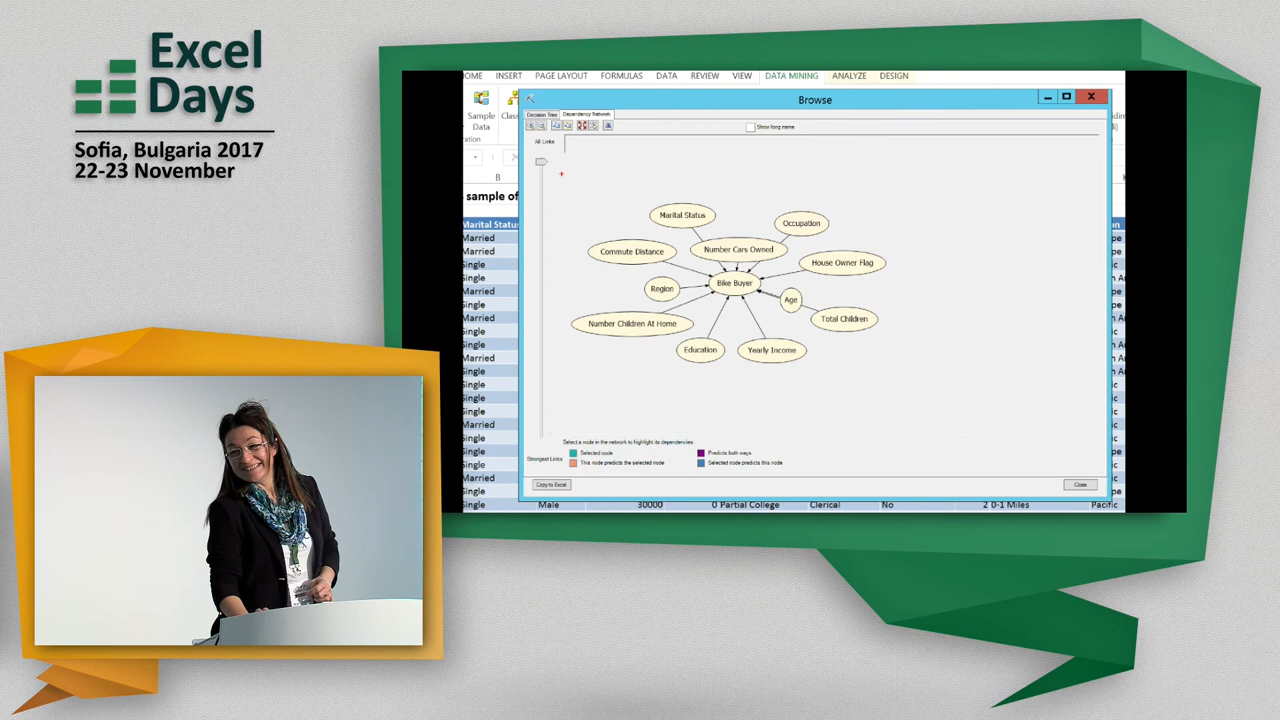 Excel
Days
Sofia, Bulgaria 2017
22-23 November
OME INSERT PAGE LAYOUT FORMULAS DATA REVIEW VIEW DATA MINING ANALYZE DESIGN
Browse
Sample
Data
Decision Tree Dependency Network
Show long name
All Links
B
sample of
Marital Status
Married
Married
Single
Single
Married
Single
Married
Single
Single
Married
Single
Single
Single
Married
Single
Married
Single
Single
Married
Single
Marital Status
Occupation
Commute Distance
Number Cars Owned
House Owner Flag
Region
Bike Buyer
Age
Total Children
Number Children At Home
Education
Yearly Income
Select a node in the network to highlight its dependencies.
Selected node
Predicts both ways
Strongest Links
This node predicts the selected node
Selected node predicts this node
Copy to Excel
Close
Single Male 30000 0 Partial College Clerical No 2 0-1 Miles Pacific